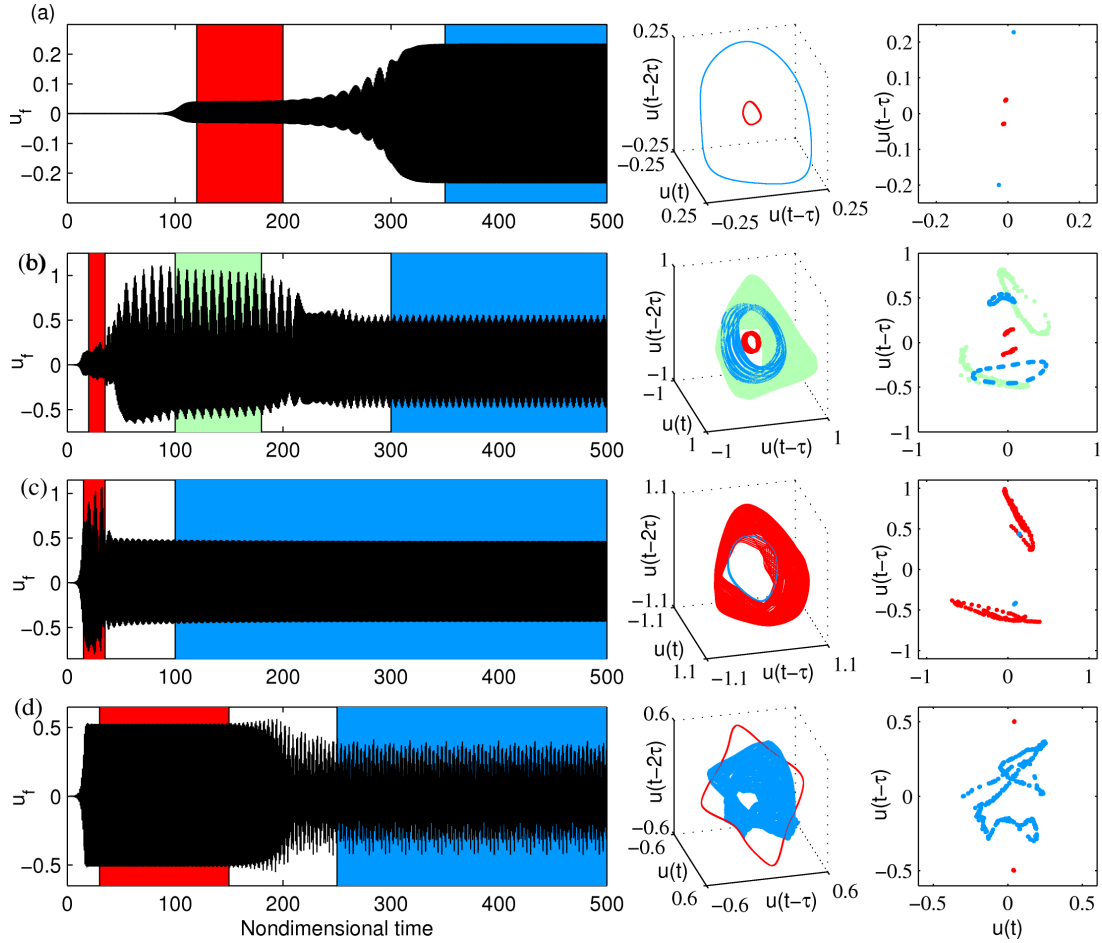 (a)
0.2
0.1
0
−0.1
−0.2
u_f
0 100 200 300 400 500
0.25
−0.25
u(t−2τ)
−0.25
u(t)
0.25
−0.25
u(t−τ)
0.25
0.2
0.1
0
−0.1
−0.2
u(t−τ)
−0.2 0 0.2
(b)
1
0.5
0
−0.5
u_f
0 100 200 300 400 500
1
−1
u(t−2τ)
−1
u(t)
1
−1
u(t−τ)
1
1
0.5
0
−0.5
−1
u(t−τ)
−1 0 1
(c)
1
0.5
0
−0.5
u_f
0 100 200 300 400 500
1.1
−1.1
u(t−2τ)
−1.1
u(t)
1.1
−1.1
u(t−τ)
1.1
1
0.5
0
−0.5
−1
u(t−τ)
−1 0 1
(d)
0.5
0
−0.5
u_f
0 100 200 300 400 500
Nondimensional time
0.6
−0.6
u(t−2τ)
−0.6
u(t)
0.6
−0.6
u(t−τ)
0.6
0.5
0
−0.5
u(t−τ)
−0.5 0 0.5
u(t)